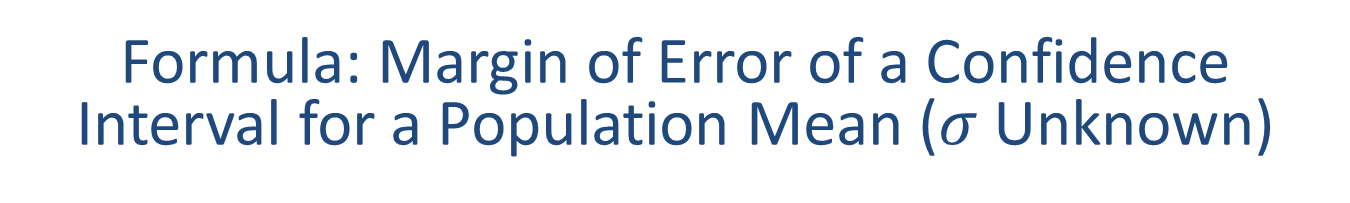 Formula: Margin of Error of a Confidence
Interval for a Population Mean (𝜎 Unknown)